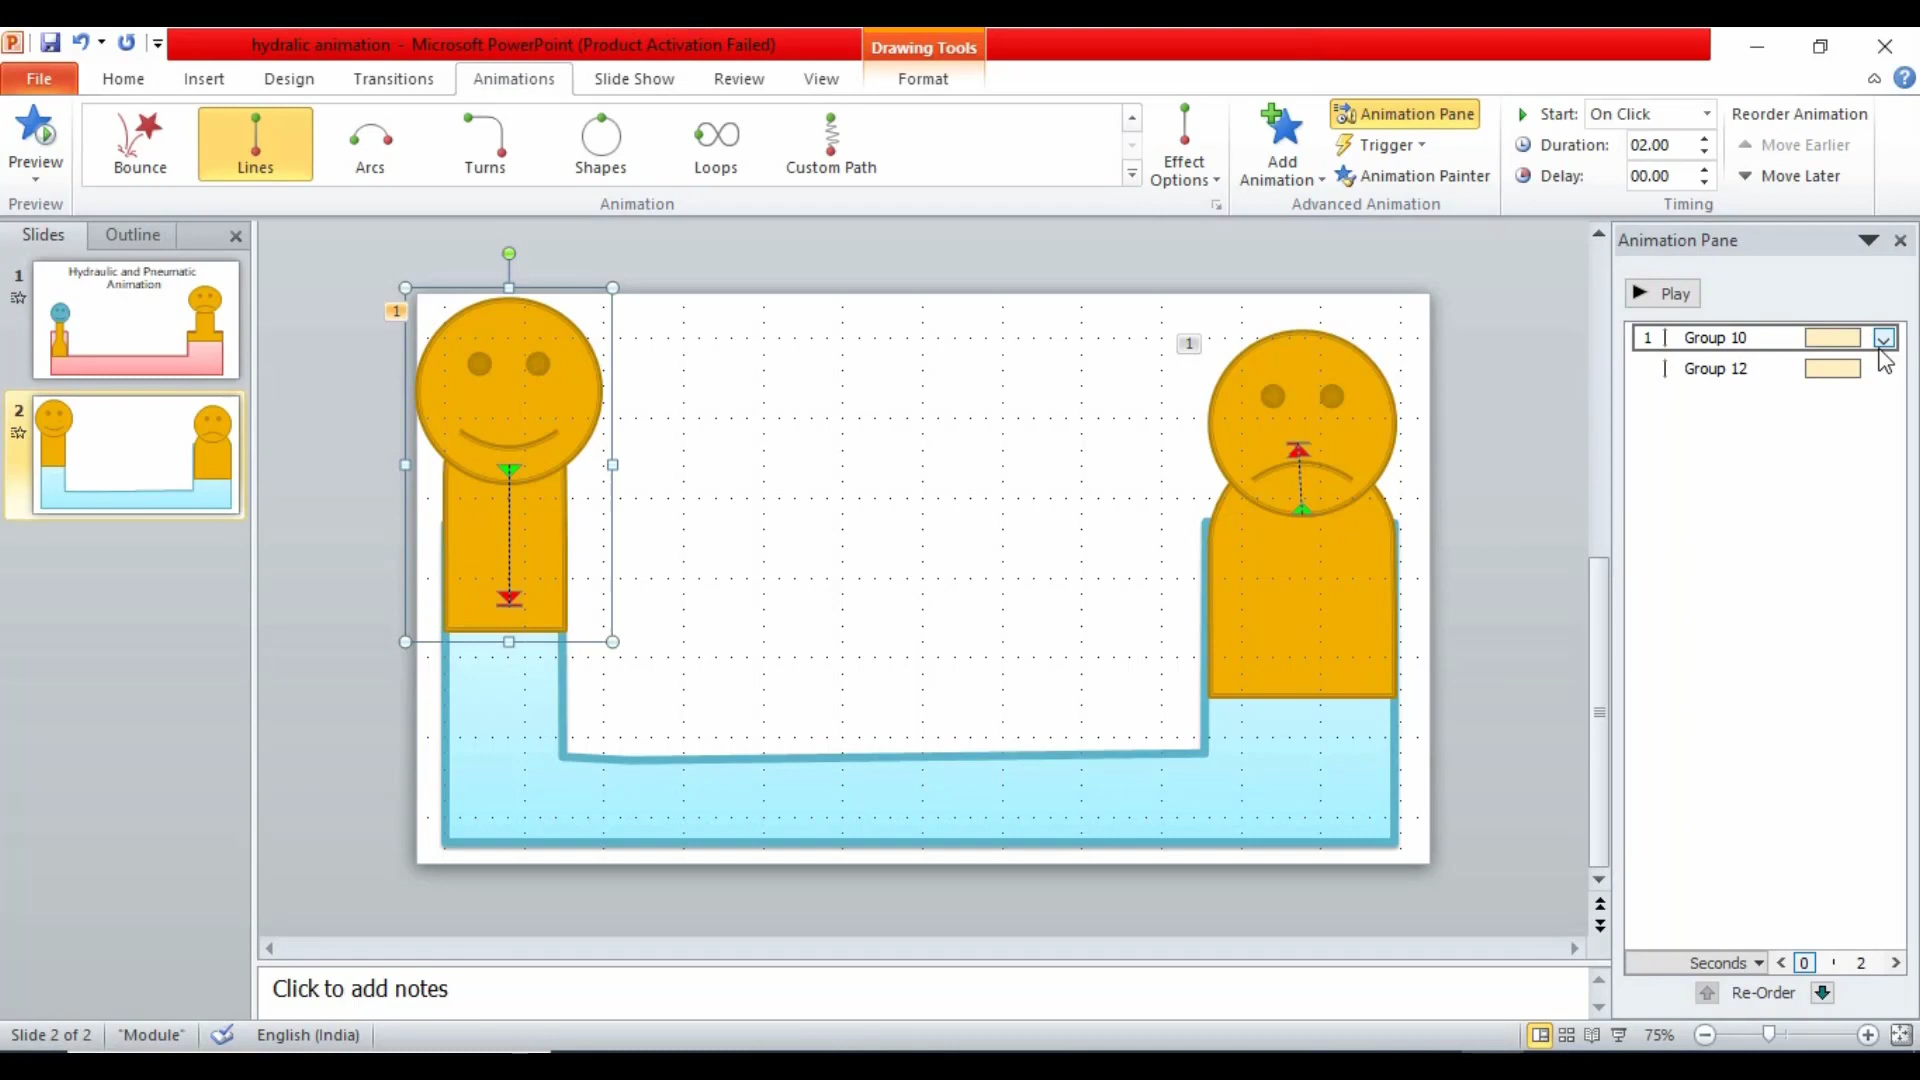 hydralic animation - Microsoft PowerPoint (Product Activation Failed)
Drawing Tools
File
Home
Insert
Design
Transitions
Animations
Slide Show
Review
View
Format
Preview
Bounce
Lines
Arcs
Turns
Shapes
Loops
Custom Path
Effect
Options
Add
Animation
Animation Pane
Trigger
Animation Painter
Start: On Click
Duration: 02.00
Delay: 00.00
Reorder Animation
Move Earlier
Move Later
Preview
Animation
Advanced Animation
Timing
Slides
Outline
1
Hydraulic and Pneumatic
Animation
2
1
1
Animation Pane
Play
1 Group 10
Group 12
Seconds
0
2
Re-Order
Click to add notes
Slide 2 of 2
"Module"
English (India)
75%